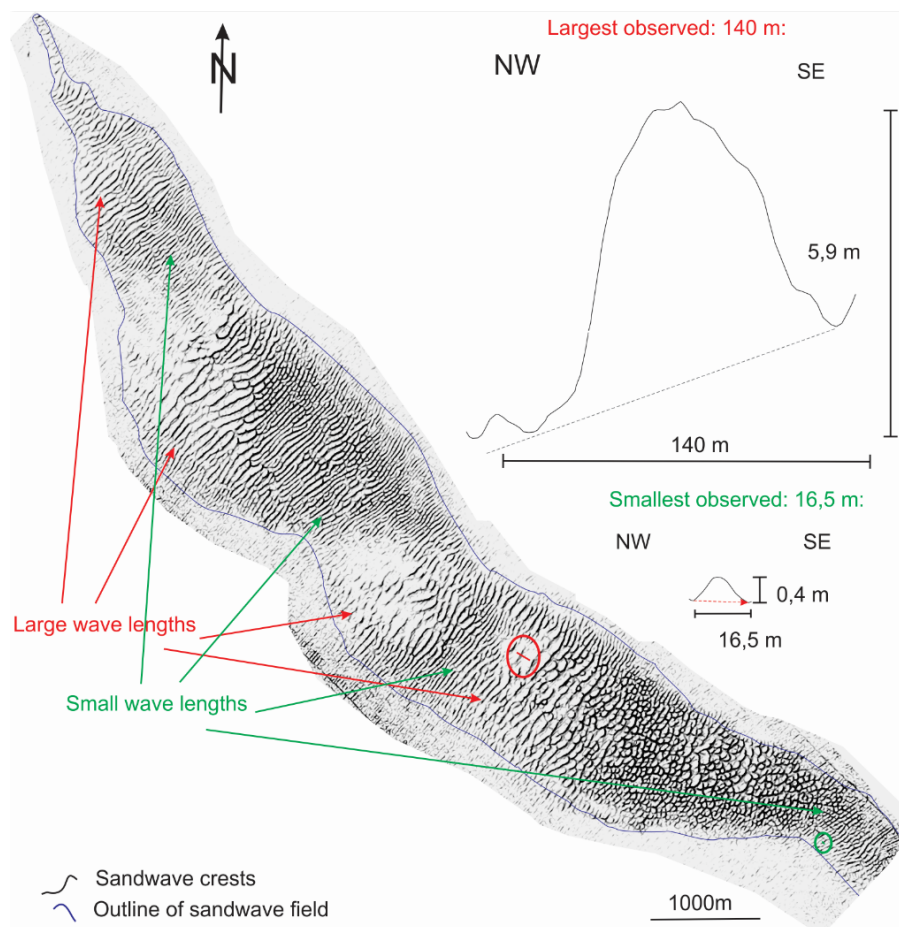 Largest observed: 140 m:
N
NW
SE
5,9 m
140 m
Smallest observed: 16,5 m:
NW
SE
0,4 m
16,5 m
Large wave lengths
Small wave lengths
Sandwave crests
Outline of sandwave field
1000m